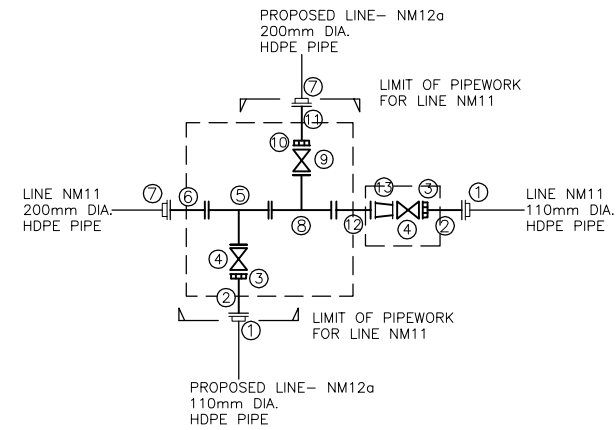 PROPOSED LINE- NM12a
200mm DIA.
HDPE PIPE
7
LIMIT OF PIPEWORK
FOR LINE NM11
11
10
9
LINE NM11
200mm DIA.
HDPE PIPE
7
6
5
8
12
13
4
3
2
1
LINE NM11
110mm DIA.
HDPE PIPE
4
3
2
1
LIMIT OF PIPEWORK
FOR LINE NM11
PROPOSED LINE- NM12a
110mm DIA.
HDPE PIPE